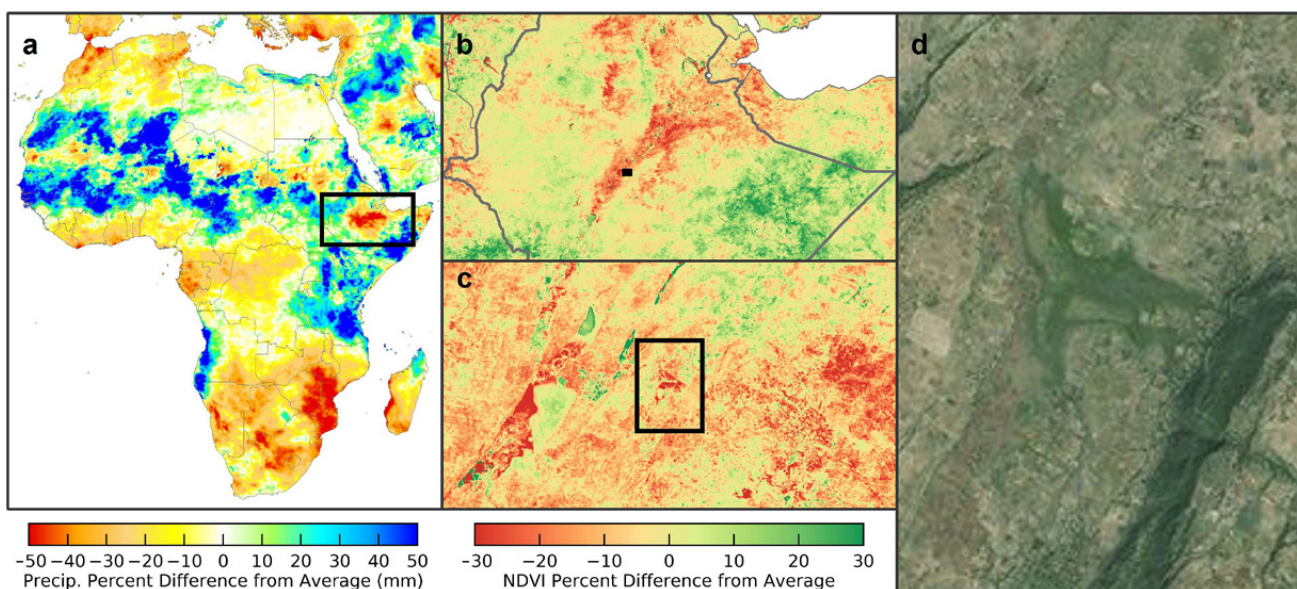 a
b
c
d
−50 −40 −30 −20 −10 0 10 20 30 40 50
Precip. Percent Difference from Average (mm)
−30 −20 −10 0 10 20 30
NDVI Percent Difference from Average